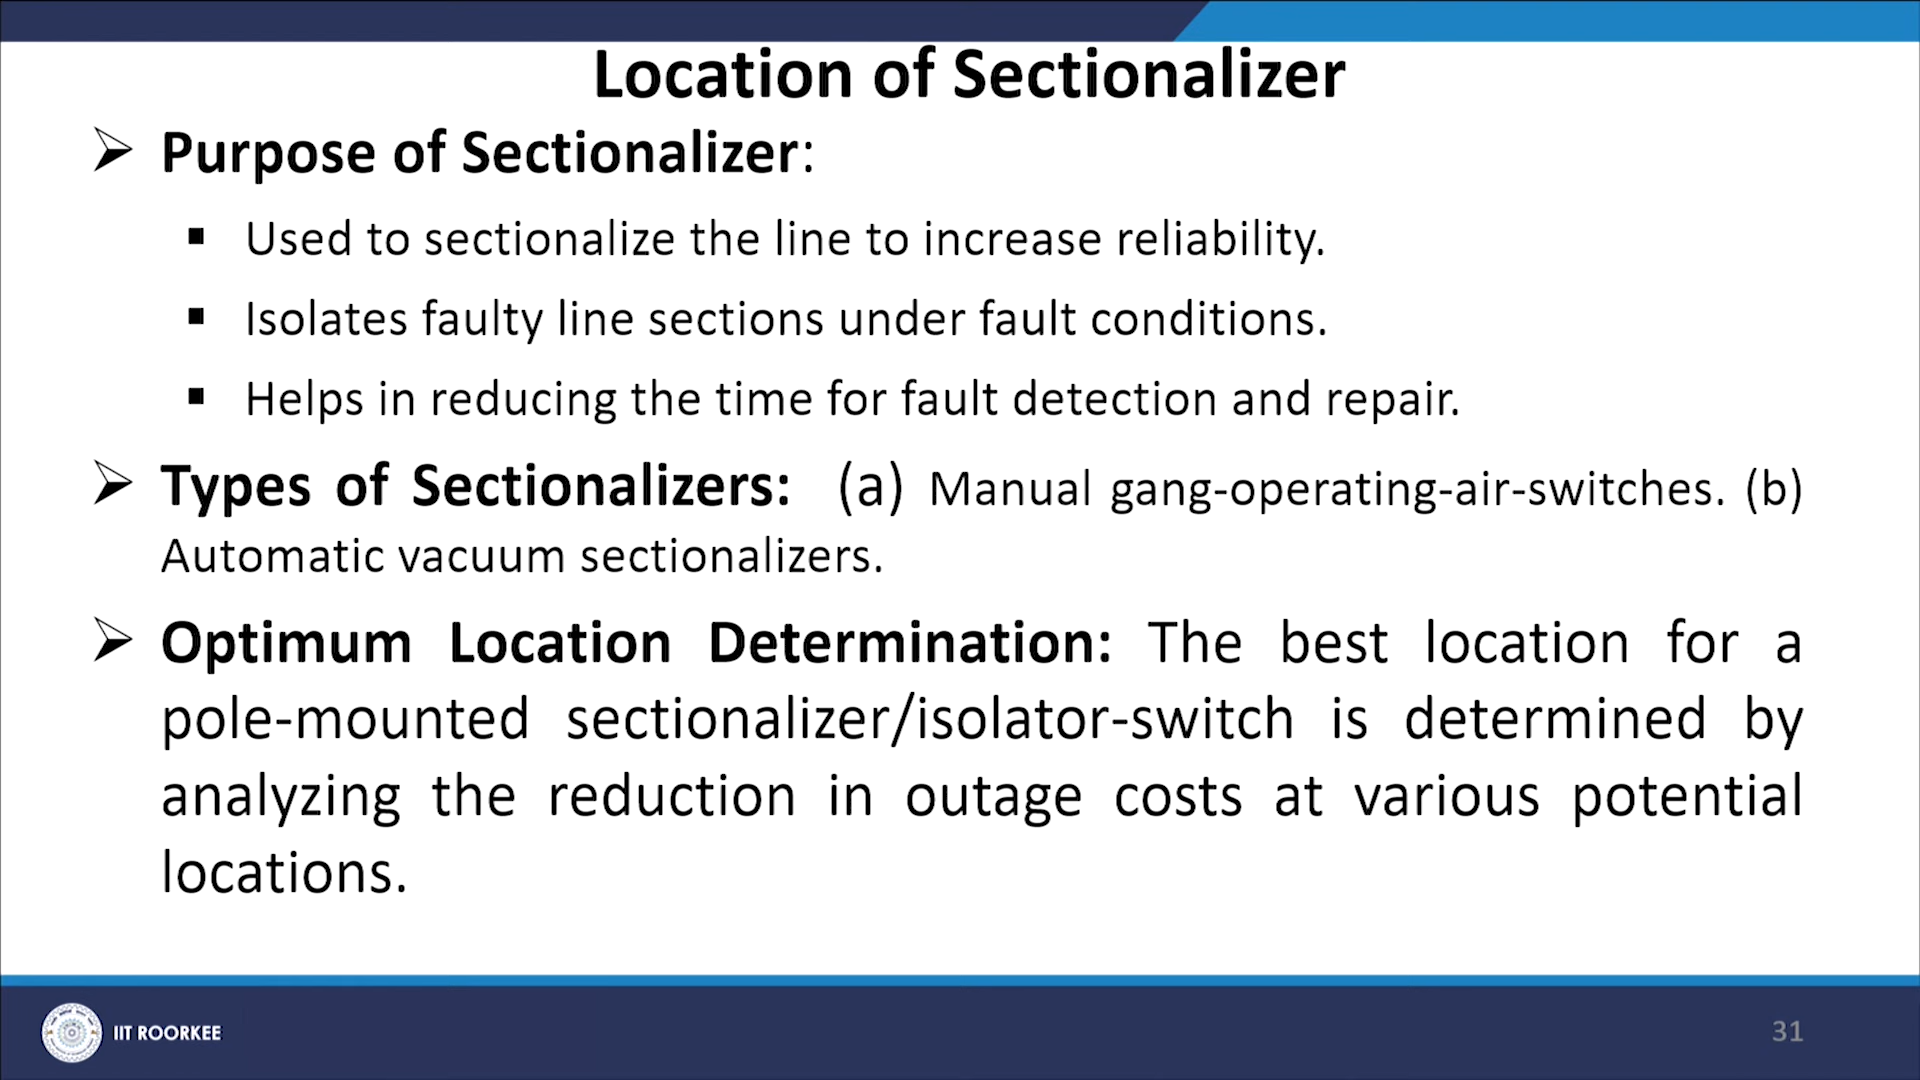 Location of Sectionalizer
➢ Purpose of Sectionalizer:
▪ Used to sectionalize the line to increase reliability.
▪ Isolates faulty line sections under fault conditions.
▪ Helps in reducing the time for fault detection and repair.
➢ Types of Sectionalizers: (a) Manual gang-operating-air-switches. (b)
Automatic vacuum sectionalizers.
➢ Optimum Location Determination: The best location for a
pole-mounted sectionalizer/isolator-switch is determined by
analyzing the reduction in outage costs at various potential
locations.
IIT ROORKEE
31